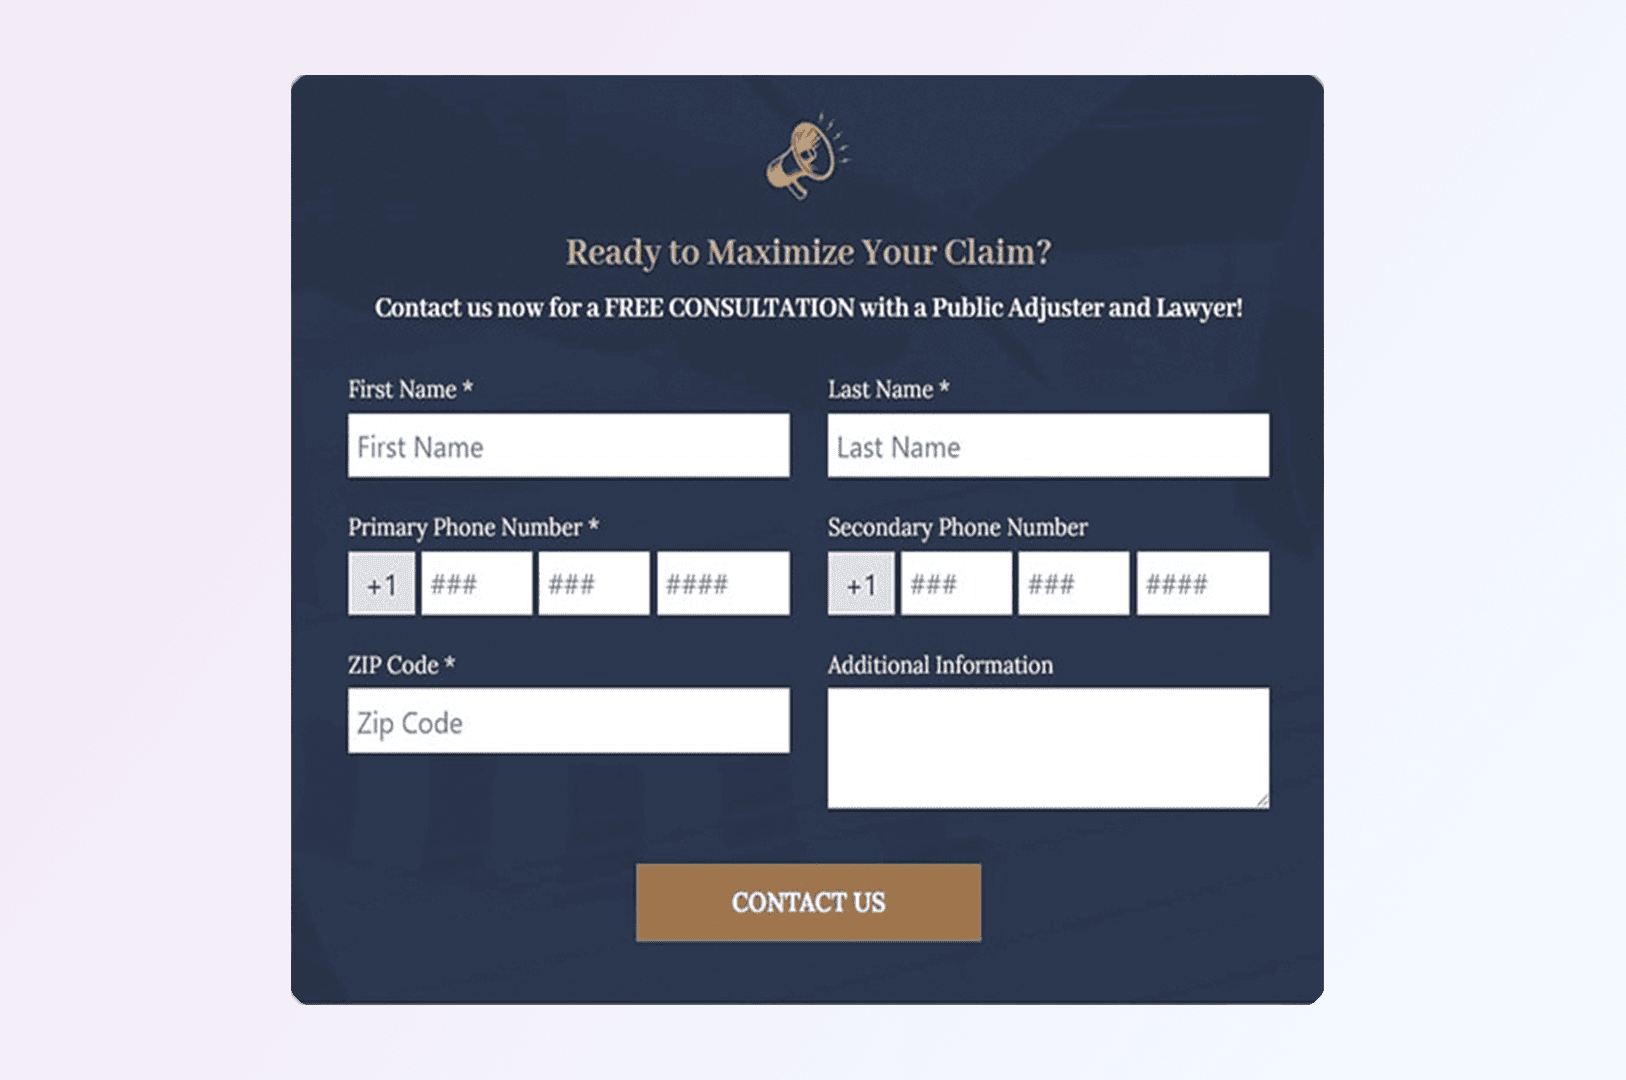 Ready to Maximize Your Claim?
Contact us now for a FREE CONSULTATION with a Public Adjuster and Lawyer!
First Name *
Last Name *
First Name
Last Name
Primary Phone Number *
Secondary Phone Number
+1 ### ### ####
+1 ### ### ####
ZIP Code *
Additional Information
Zip Code
CONTACT US